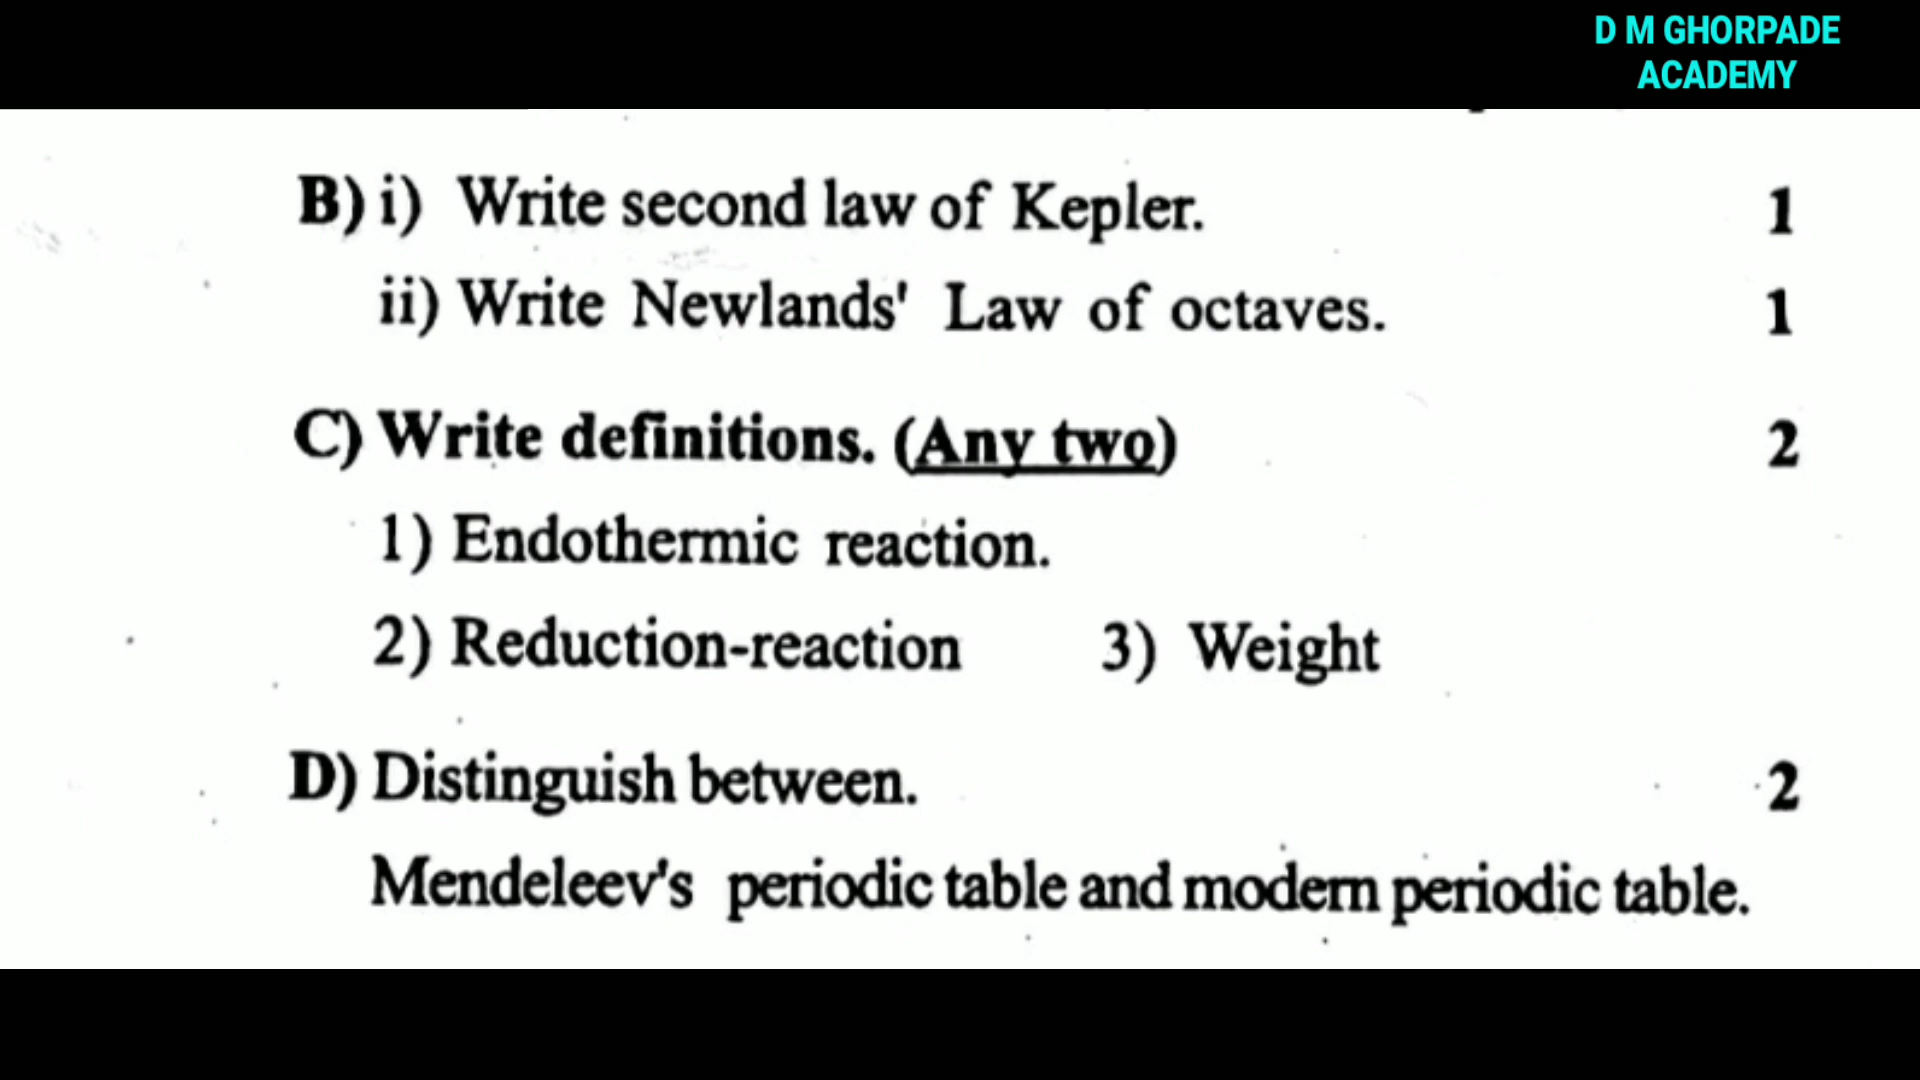 D M GHORPADE
ACADEMY
B) i) Write second law of Kepler. 1
ii) Write Newlands' Law of octaves. 1
C) Write definitions. (Any two) 2
1) Endothermic reaction.
2) Reduction-reaction 3) Weight
D) Distinguish between. 2
Mendeleev's periodic table and modern periodic table.